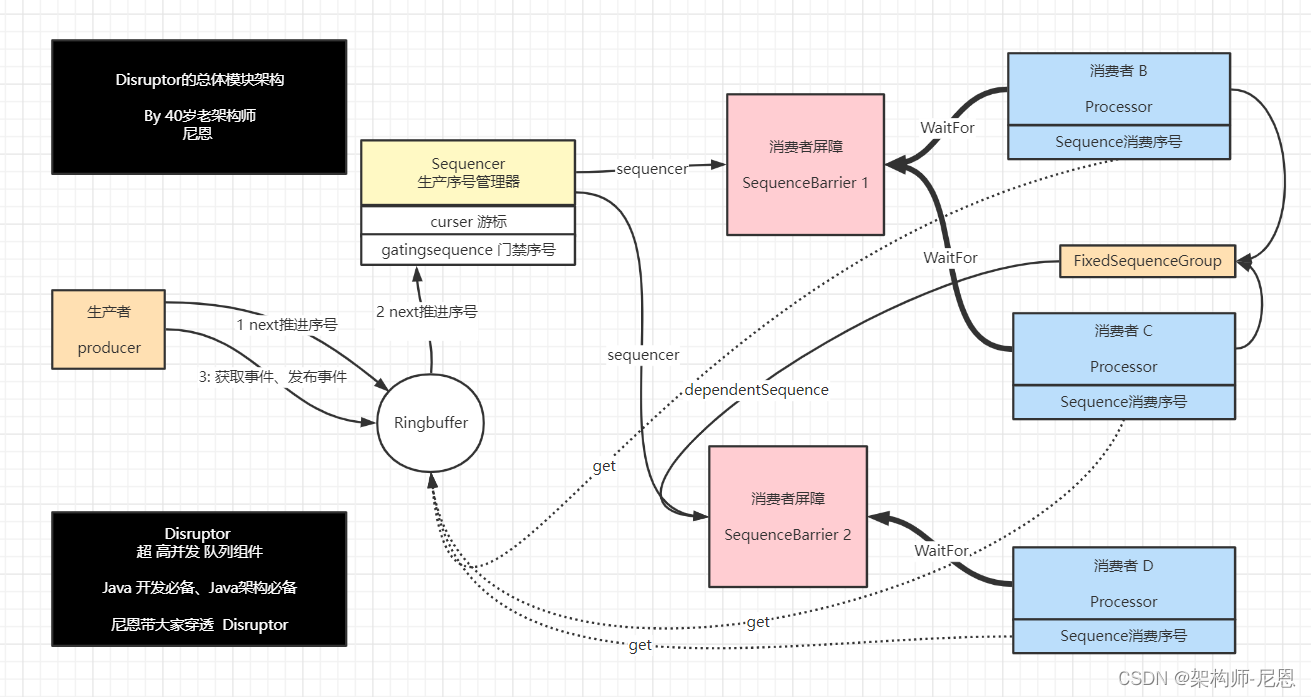 Disruptor的总体模块架构
By 40岁老架构师
尼恩
Sequencer
生产序号管理器
curser 游标
gatingsequence 门禁序号
sequencer
消费者屏障
SequenceBarrier 1
WaitFor
消费者 B
Processor
Sequence消费序号
WaitFor
FixedSequenceGroup
生产者
producer
1 next推进序号
2 next推进序号
3: 获取事件、发布事件
Ringbuffer
sequencer
dependentSequence
消费者 C
Processor
Sequence消费序号
get
消费者屏障
SequenceBarrier 2
WaitFor
消费者 D
Processor
Sequence消费序号
get
get
Disruptor
超 高并发 队列组件
Java 开发必备、Java架构必备
尼恩带大家穿透 Disruptor
CSDN @架构师-尼恩